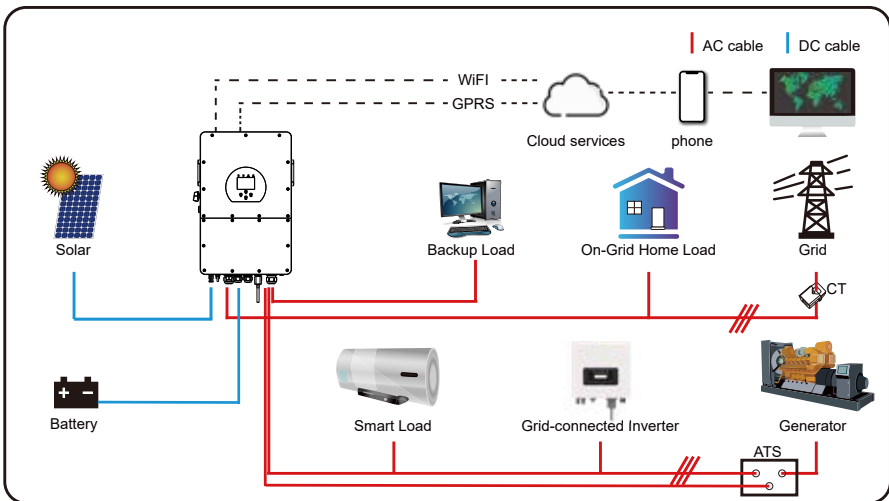 AC cable
DC cable
WiFI
GPRS
Cloud services
phone
Solar
Backup Load
On-Grid Home Load
Grid
CT
Battery
Smart Load
Grid-connected Inverter
Generator
ATS